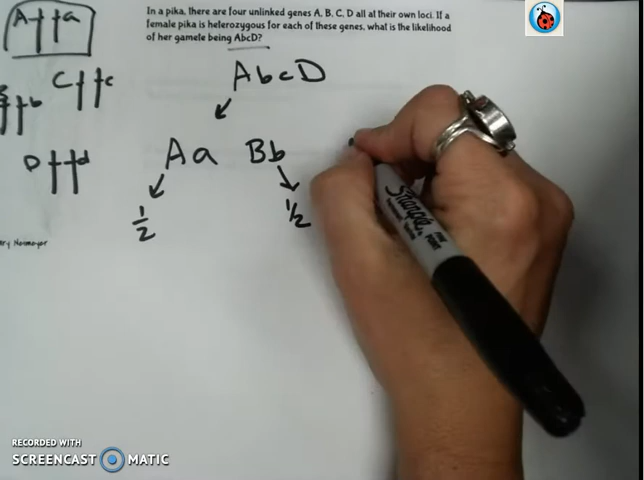 In a pika, there are four unlinked genes A, B, C, D all at their own loci. If a
female pika is heterozygous for each of these genes, what is the likelihood
of her gamete being AbcD?
A a
C c
b
D d
AbcD
Aa Bb
1/2 1/2
Sharpie
RECORDED WITH
SCREENCAST MATIC